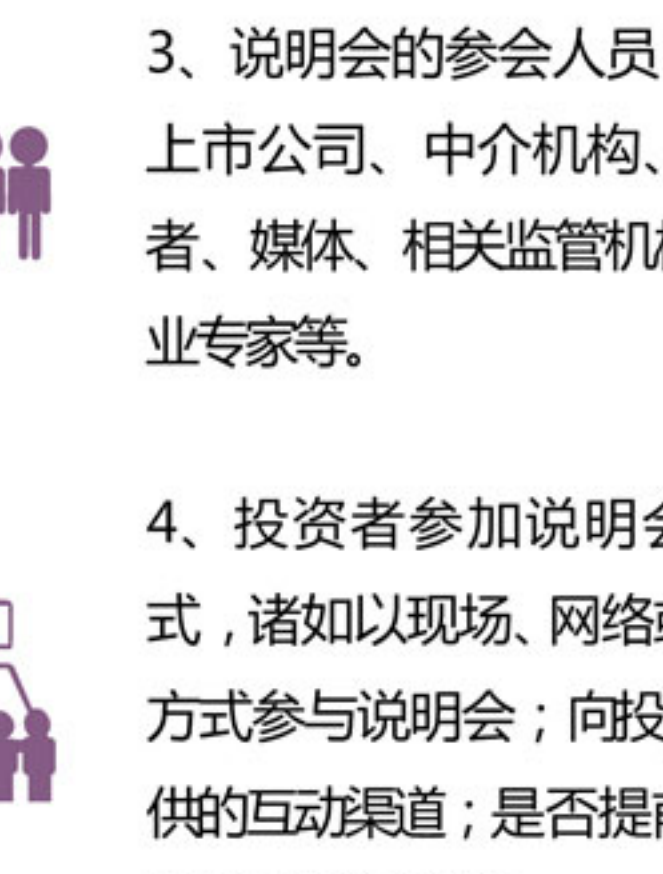 3、说明会的参会人员
上市公司、中介机构、
者、媒体、相关监管机构
业专家等。
4、投资者参加说明会
式，诸如以现场、网络或
方式参与说明会；向投
供的互动渠道；是否提前